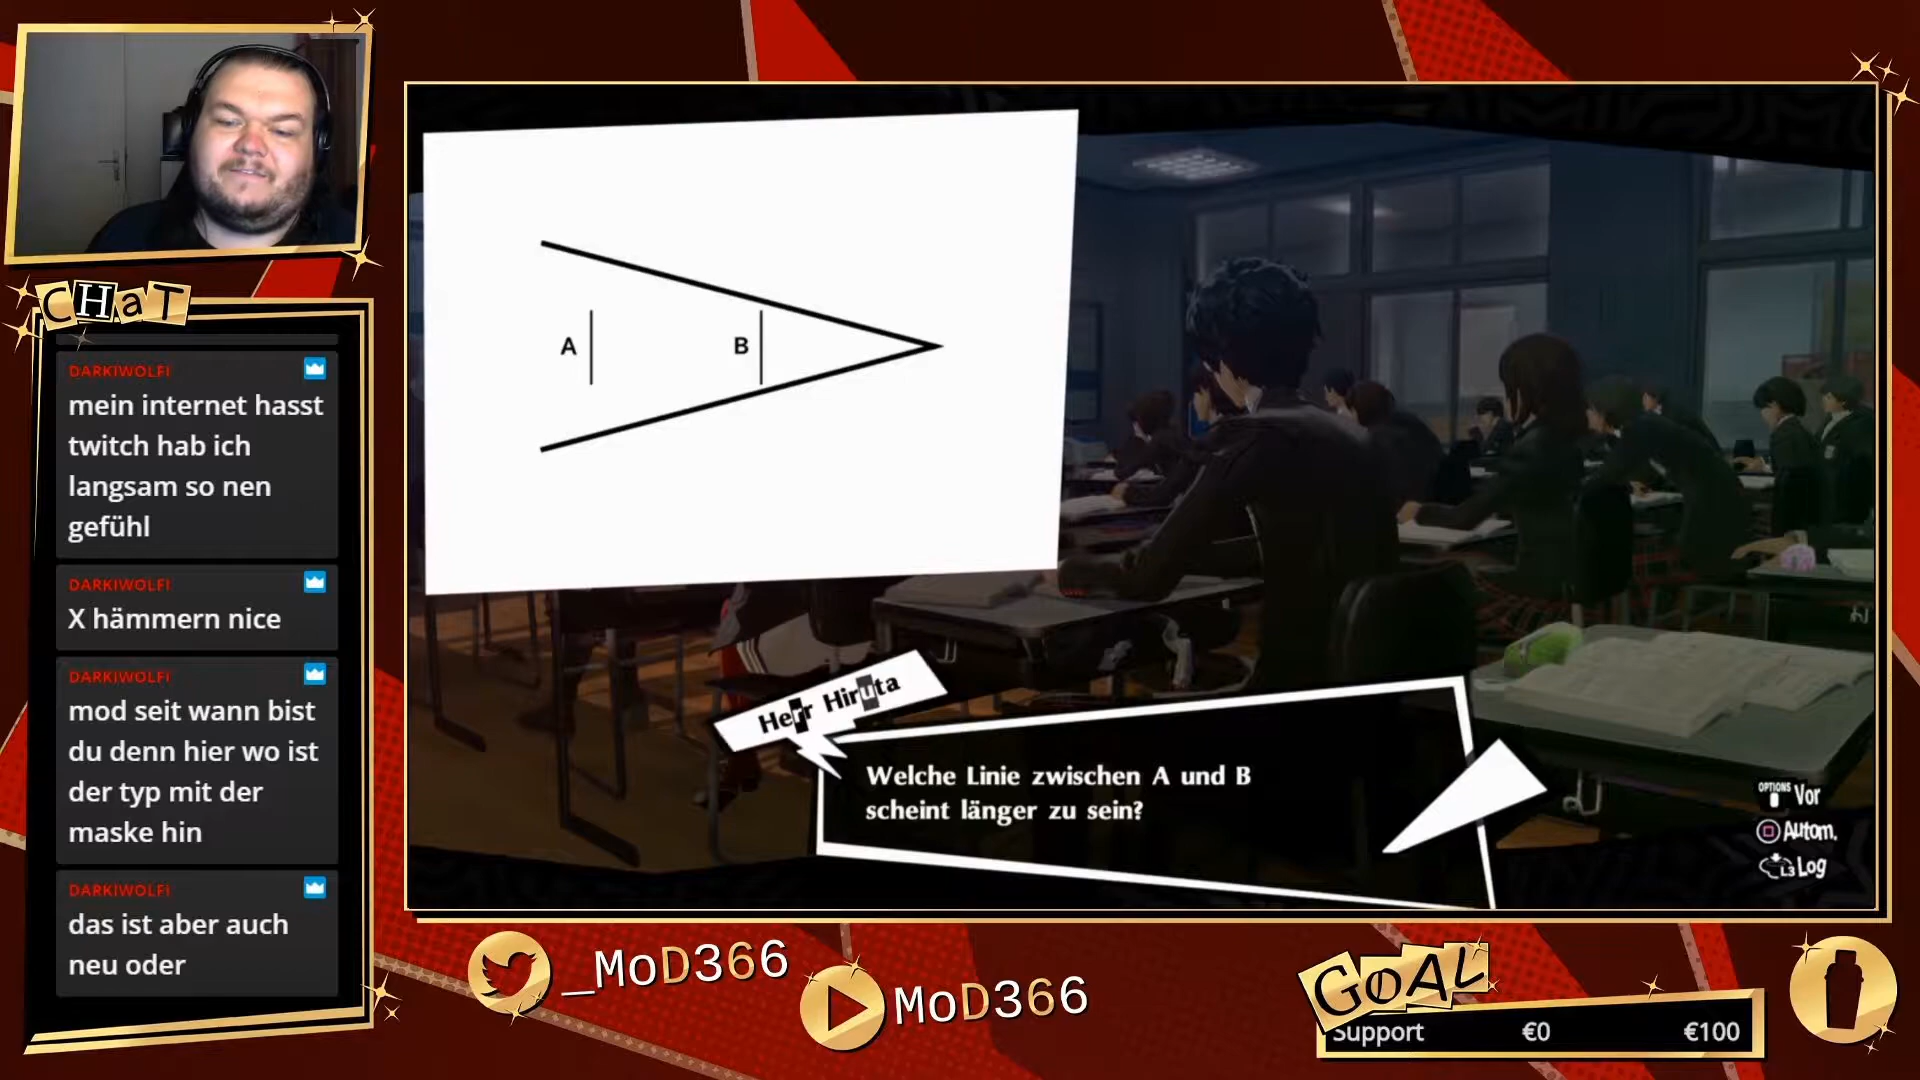 CHaT
DARKIWOLFI
mein internet hasst
twitch hab ich
langsam so nen
gefühl
DARKIWOLFI
X hämmern nice
DARKIWOLFI
mod seit wann bist
du denn hier wo ist
der typ mit der
maske hin
DARKIWOLFI
das ist aber auch
neu oder
A
B
Herr Hiruta
Welche Linie zwischen A und B
scheint länger zu sein?
OPTIONS Vor
Autom.
L3 Log
_MoD366
MoD366
GOAL
Support €0 €100